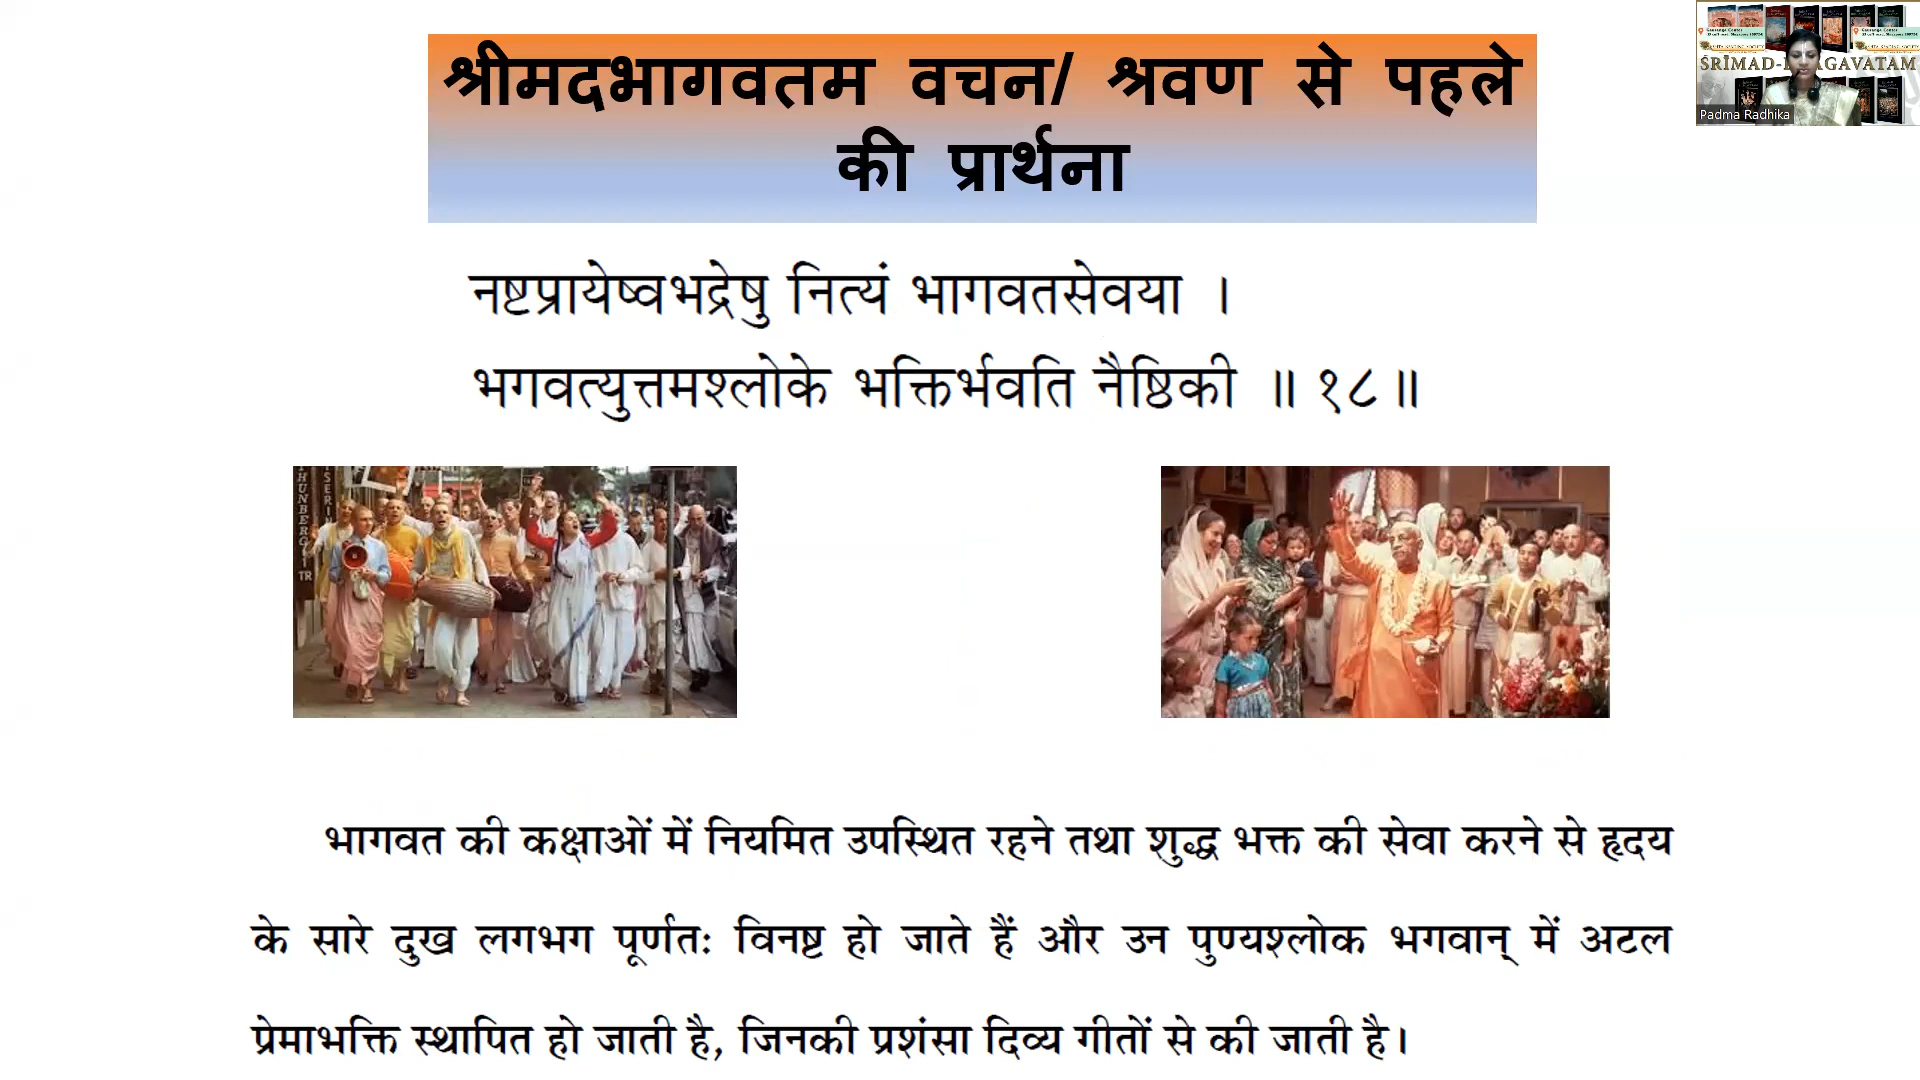 श्रीमदभागवतम वचन/ श्रवण से पहले
की प्रार्थना
नष्टप्रायेष्वभद्रेषु नित्यं भागवतसेवया ।
भगवत्युत्तमश्लोके भक्तिर्भवति नैष्ठिकी ॥ १८॥
भागवत की कक्षाओं में नियमित उपस्थित रहने तथा शुद्ध भक्त की सेवा करने से हृदय
के सारे दुख लगभग पूर्णतः विनष्ट हो जाते हैं और उन पुण्यश्लोक भगवान् में अटल
प्रेमाभक्ति स्थापित हो जाती है, जिनकी प्रशंसा दिव्य गीतों से की जाती है।
Padma Radhika